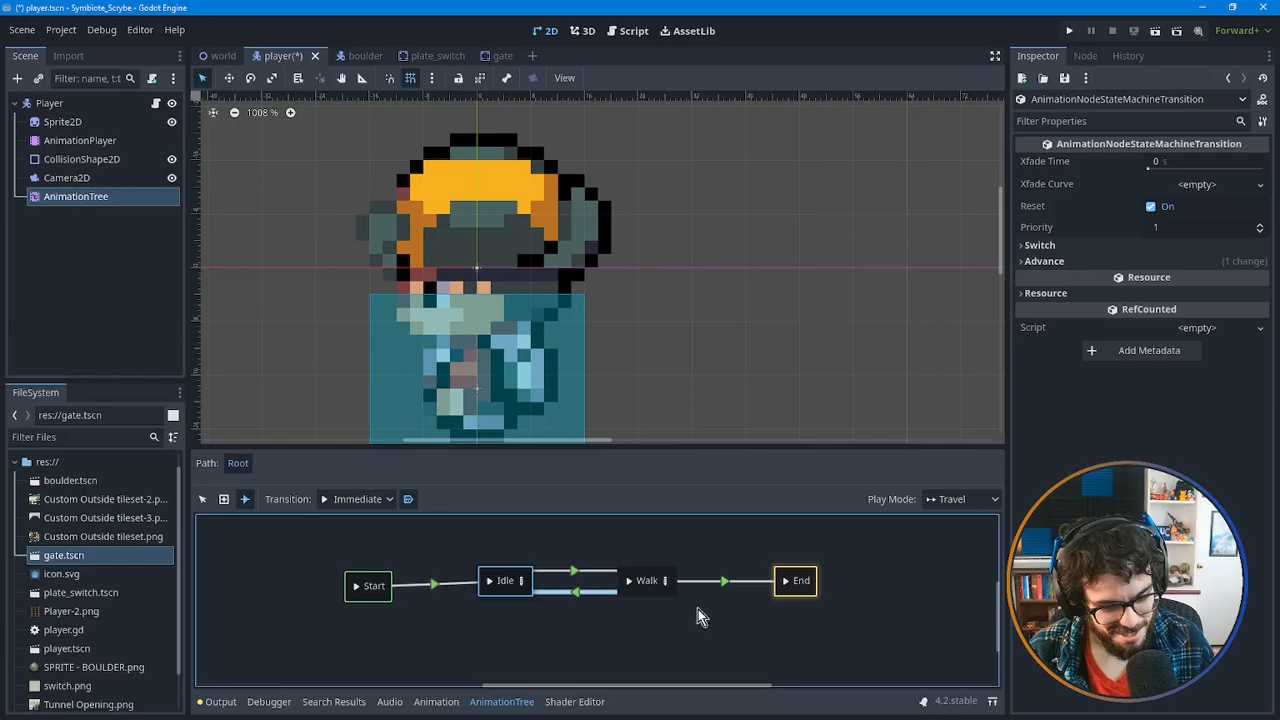 (*) player.tscn - Symbiote_Scrybe - Godot Engine
Scene Project Debug Editor Help
2D 3D Script AssetLib
Forward+
Scene Import
world player(*) boulder plate_switch gate
Inspector Node History
Filter: name, t:t
View
AnimationNodeStateMachineTransition
Filter Properties
Player
Sprite2D
AnimationPlayer
CollisionShape2D
Camera2D
AnimationTree
1008 %
AnimationNodeStateMachineTransition
Xfade Time 0 s
Xfade Curve <empty>
Reset On
Priority 1
Switch
Advance (1 change)
Resource
Resource
RefCounted
Script <empty>
Add Metadata
FileSystem
res://gate.tscn
Filter Files
res://
boulder.tscn
Custom Outside tileset-2.p...
Custom Outside tileset-3.p...
Custom Outside tileset.png
gate.tscn
icon.svg
plate_switch.tscn
Player-2.png
player.gd
player.tscn
SPRITE - BOULDER.png
switch.png
Tunnel Opening.png
Path: Root
Transition: Immediate
Play Mode: Travel
Start Idle Walk End
Output Debugger Search Results Audio Animation AnimationTree Shader Editor
4.2.stable